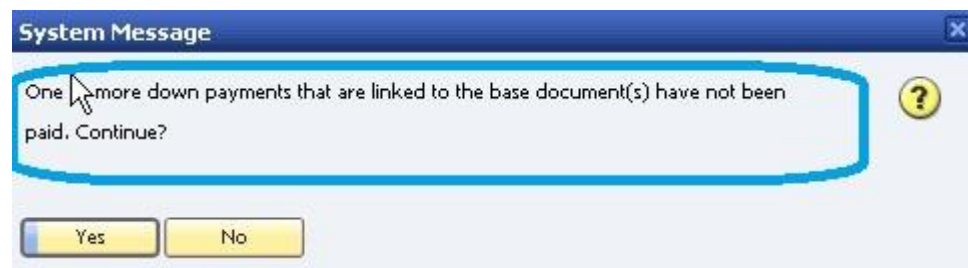 System Message
One more down payments that are linked to the base document(s) have not been
paid. Continue?
?
Yes
No